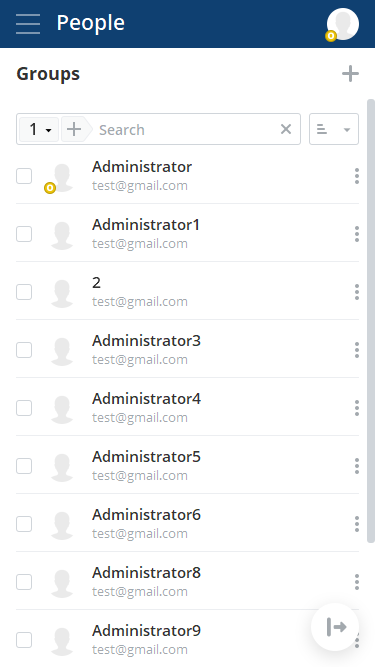 People
Groups
1
Search
Administrator
test@gmail.com
Administrator1
test@gmail.com
2
test@gmail.com
Administrator3
test@gmail.com
Administrator4
test@gmail.com
Administrator5
test@gmail.com
Administrator6
test@gmail.com
Administrator8
test@gmail.com
Administrator9
test@gmail.com